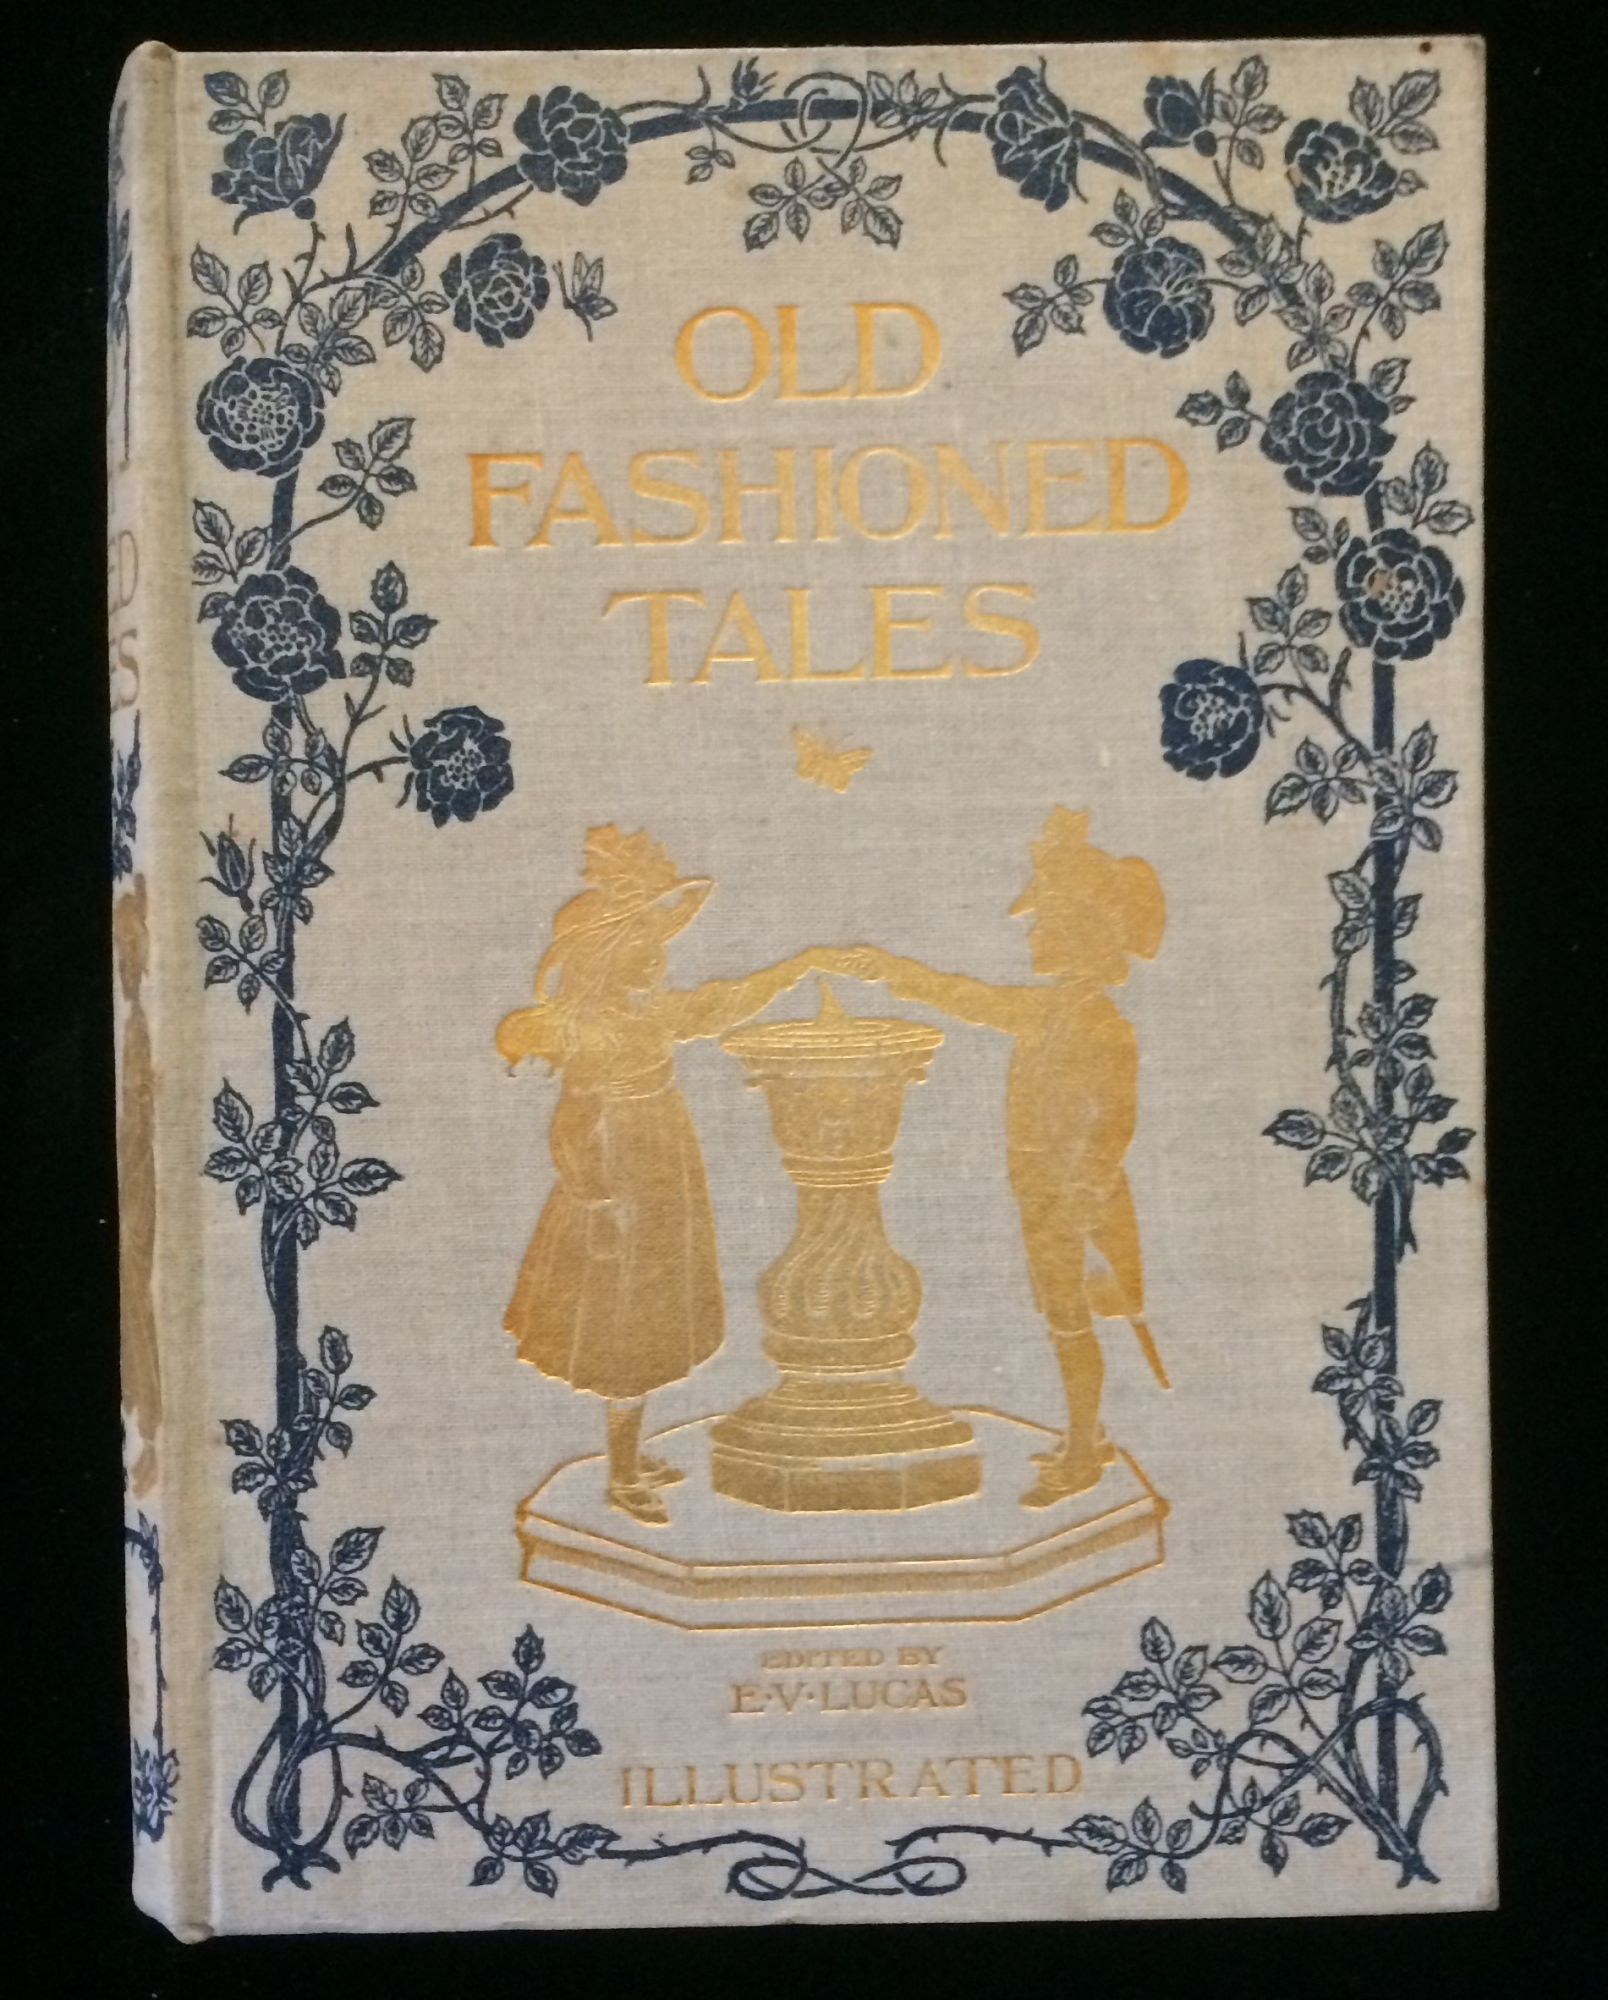 OLD
FASHIONED
TALES
EDITED BY
E·V·LUCAS
ILLUSTRATED